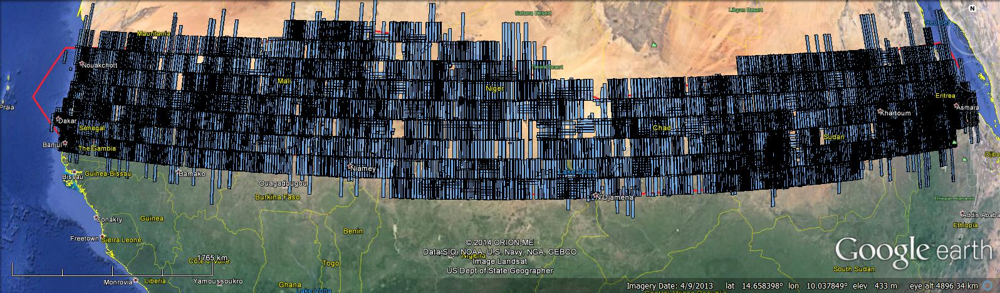 N
Sahara Desert
Libyan Desert
Red Sea
Mauritania
Nouakchott
Mali
Niger
Eritrea
Praia
Dakar
Khartoum
Asmara
Senegal
Chad
Sudan
Banjul
The Gambia
Niamey
Lake Chad
Guinea-Bissau
Bissau
Bamako
Ouagadougou
Burkina Faso
N'Djamena
Ethiopian Highlands
Conakry
Guinea
Addis Ababa
Ethiopia
Benin
Freetown
Sierra Leone
© 2014 ORION-ME
Data SIO, NOAA, U.S. Navy, NGA, GEBCO
Nigeria
Image Landsat
US Dept of State Geographer
Google earth
1765 km
Côte d'Ivoire
Togo
South Sudan
Monrovia
Liberia
Yamoussoukro
Ghana
Lake Volta
Imagery Date: 4/9/2013 lat 14.658398° lon 10.037849° elev 433 m eye alt 4896.34 km